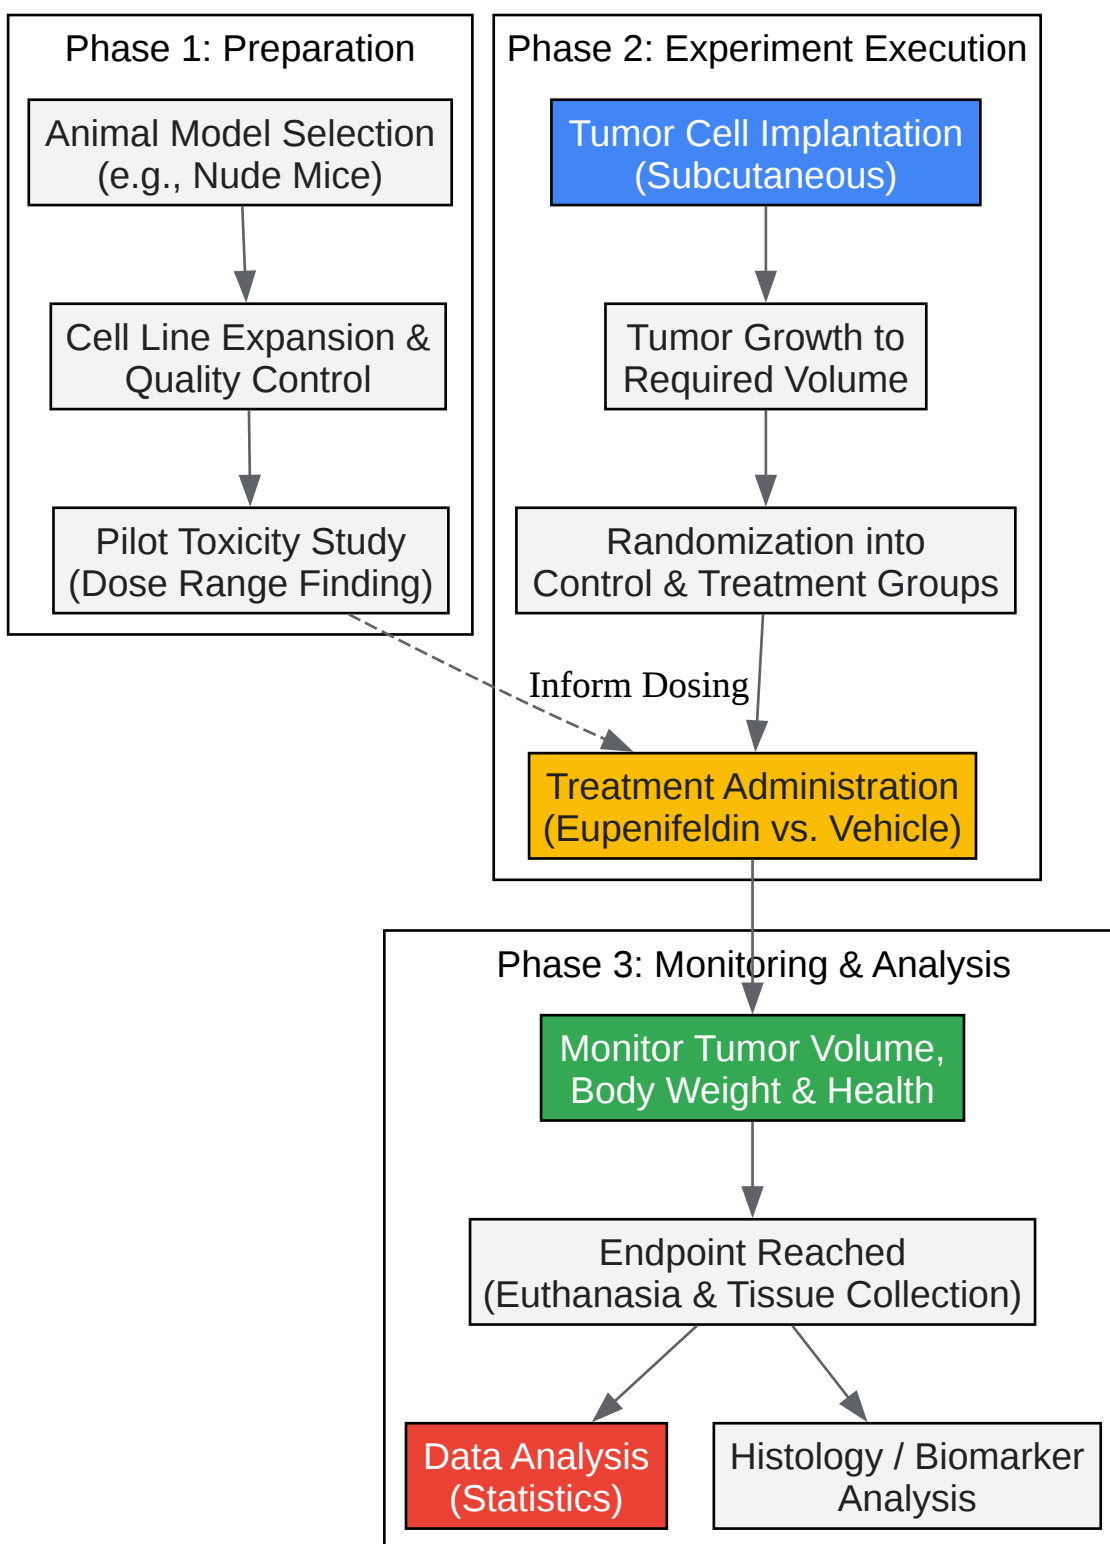 Phase 1: Preparation
Animal Model Selection
(e.g., Nude Mice)
Cell Line Expansion &
Quality Control
Pilot Toxicity Study
(Dose Range Finding)
Phase 2: Experiment Execution
Tumor Cell Implantation
(Subcutaneous)
Tumor Growth to
Required Volume
Randomization into
Control & Treatment Groups
Inform Dosing
Treatment Administration
(Eupenifeldin vs. Vehicle)
Phase 3: Monitoring & Analysis
Monitor Tumor Volume,
Body Weight & Health
Endpoint Reached
(Euthanasia & Tissue Collection)
Data Analysis
(Statistics)
Histology / Biomarker
Analysis